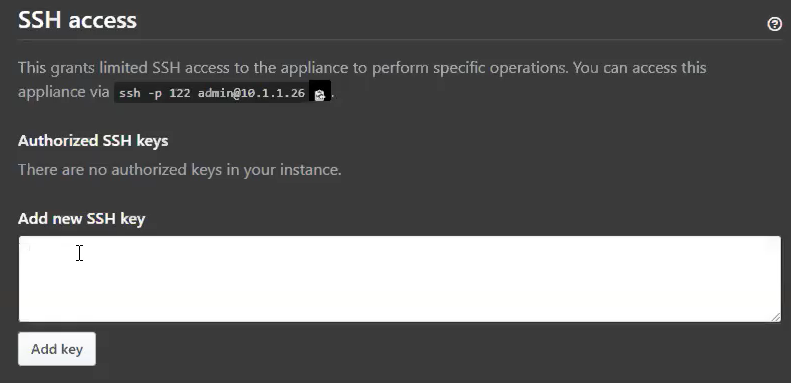 SSH access
This grants limited SSH access to the appliance to perform specific operations. You can access this
appliance via ssh -p 122 admin@10.1.1.26 .
Authorized SSH keys
There are no authorized keys in your instance.
Add new SSH key
Add key